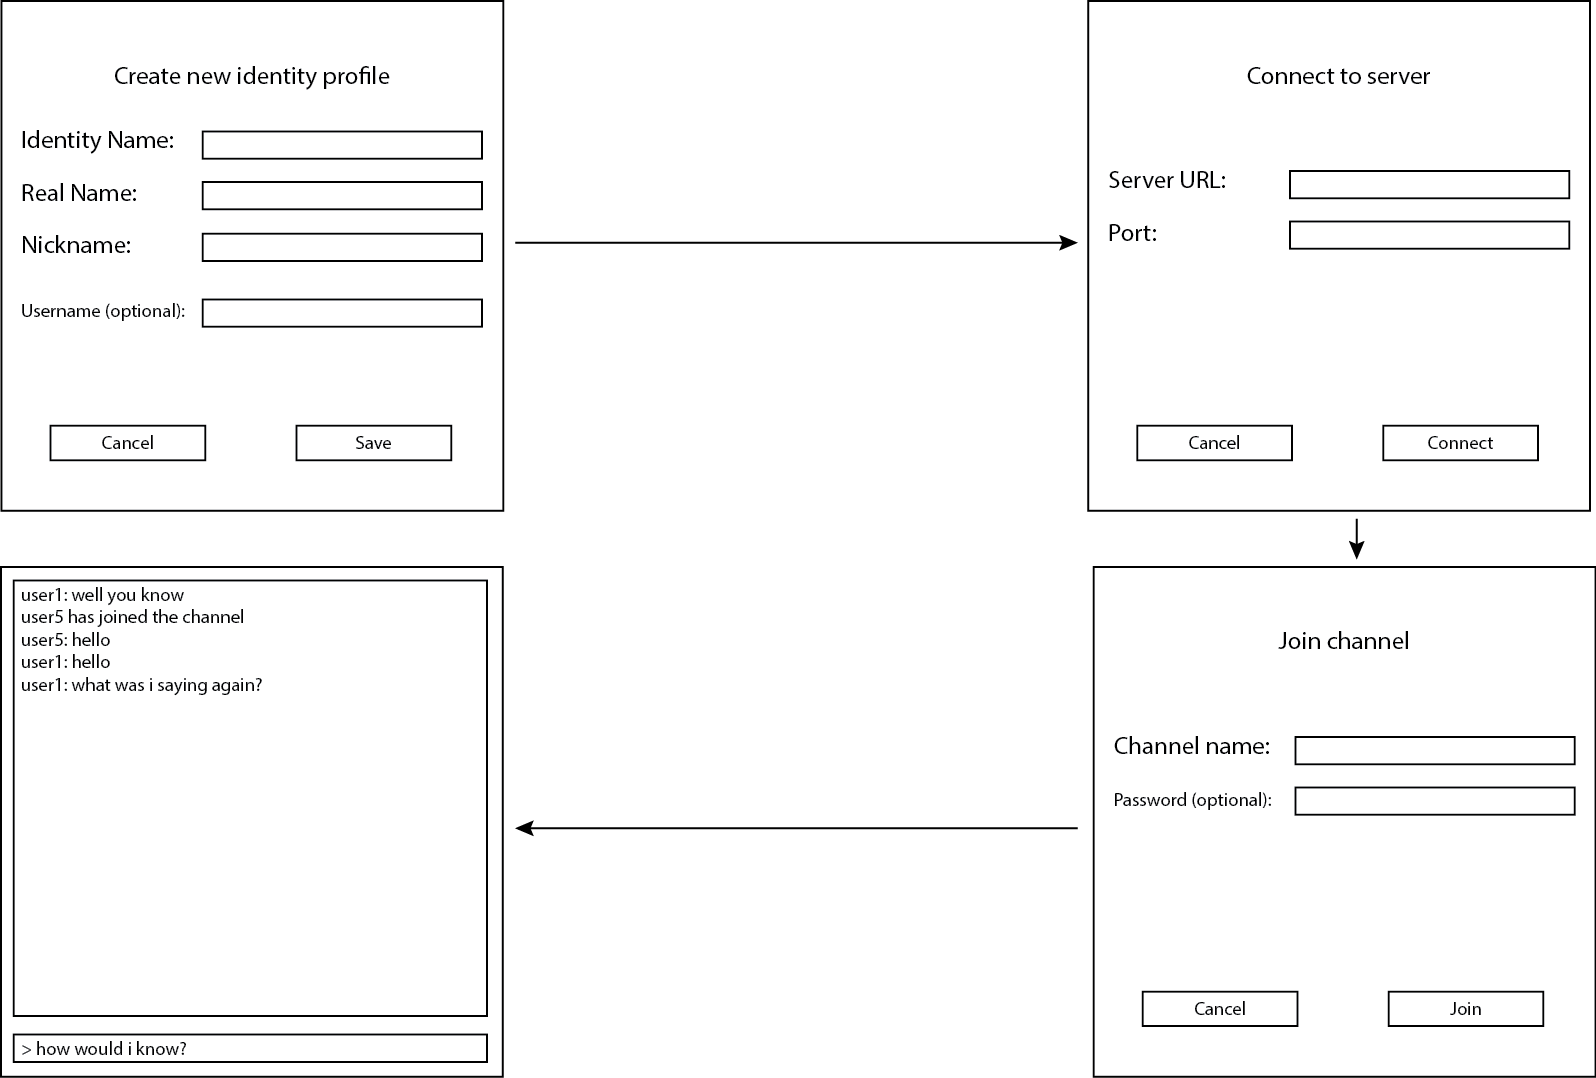 Create new identity profile
Identity Name:
Real Name:
Nickname:
Username (optional):
Cancel
Save
Connect to server
Server URL:
Port:
Cancel
Connect
Join channel
Channel name:
Password (optional):
Cancel
Join
user1: well you know
user5 has joined the channel
user5: hello
user1: hello
user1: what was i saying again?
> how would i know?